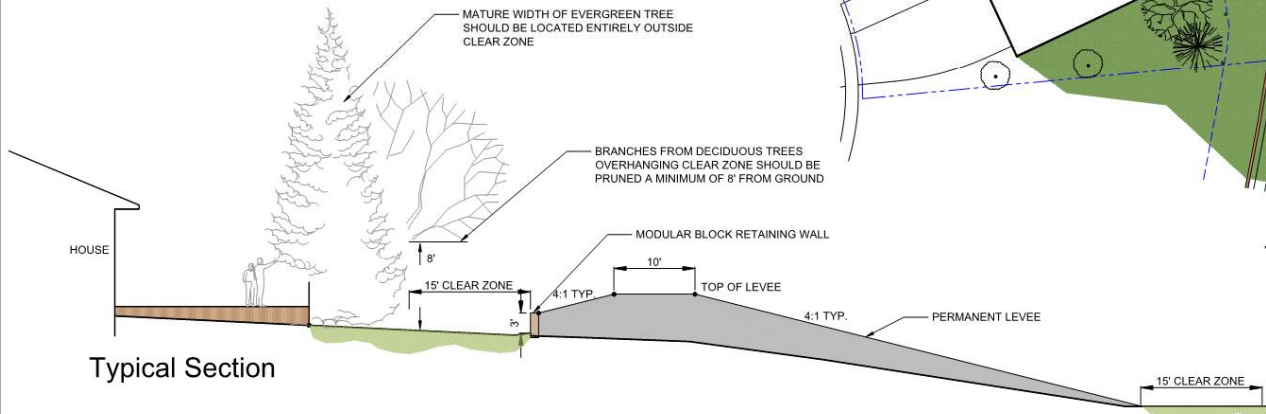 MATURE WIDTH OF EVERGREEN TREE
SHOULD BE LOCATED ENTIRELY OUTSIDE
CLEAR ZONE
BRANCHES FROM DECIDUOUS TREES
OVERHANGING CLEAR ZONE SHOULD BE
PRUNED A MINIMUM OF 8' FROM GROUND
MODULAR BLOCK RETAINING WALL
HOUSE
8'
10'
15' CLEAR ZONE
4:1 TYP.
TOP OF LEVEE
3'
4:1 TYP.
PERMANENT LEVEE
Typical Section
15' CLEAR ZONE